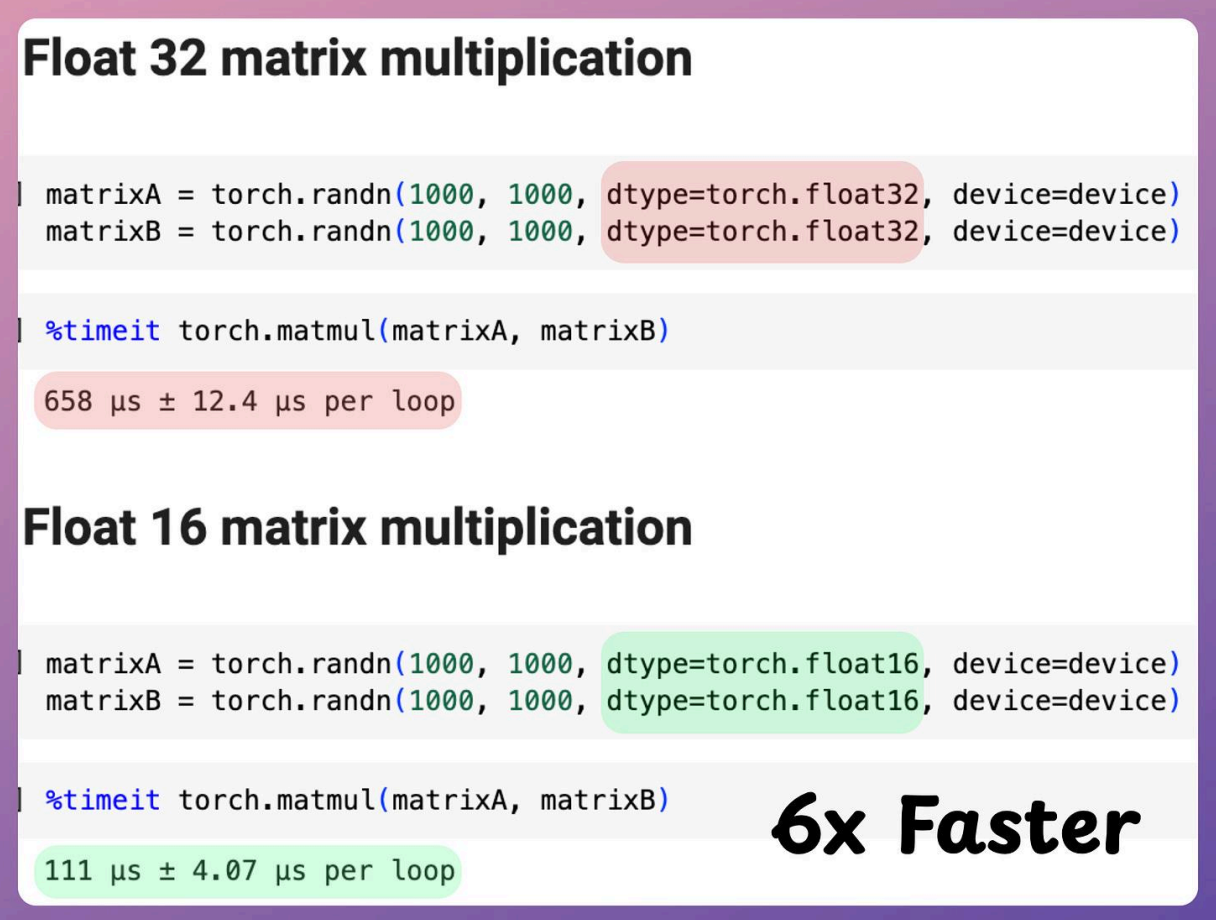 Float 32 matrix multiplication
matrixA = torch.randn(1000, 1000, dtype=torch.float32, device=device)
matrixB = torch.randn(1000, 1000, dtype=torch.float32, device=device)
%timeit torch.matmul(matrixA, matrixB)
658 µs ± 12.4 µs per loop
Float 16 matrix multiplication
matrixA = torch.randn(1000, 1000, dtype=torch.float16, device=device)
matrixB = torch.randn(1000, 1000, dtype=torch.float16, device=device)
%timeit torch.matmul(matrixA, matrixB)
6x Faster
111 µs ± 4.07 µs per loop